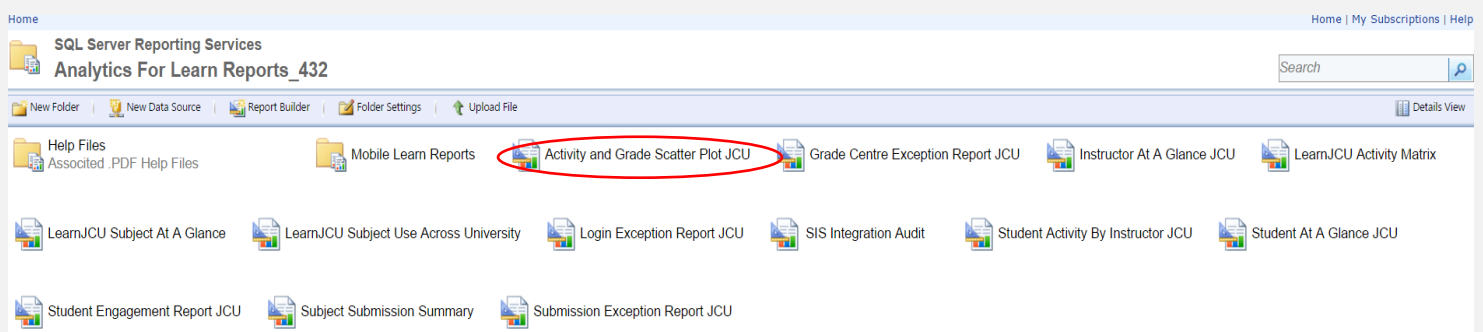 Home
Home | My Subscriptions | Help
SQL Server Reporting Services
Analytics For Learn Reports_432
Search
New Folder | New Data Source | Report Builder | Folder Settings | Upload File
Details View
Help Files
Associted .PDF Help Files
Mobile Learn Reports
Activity and Grade Scatter Plot JCU
Grade Centre Exception Report JCU
Instructor At A Glance JCU
LearnJCU Activity Matrix
LearnJCU Subject At A Glance
LearnJCU Subject Use Across University
Login Exception Report JCU
SIS Integration Audit
Student Activity By Instructor JCU
Student At A Glance JCU
Student Engagement Report JCU
Subject Submission Summary
Submission Exception Report JCU